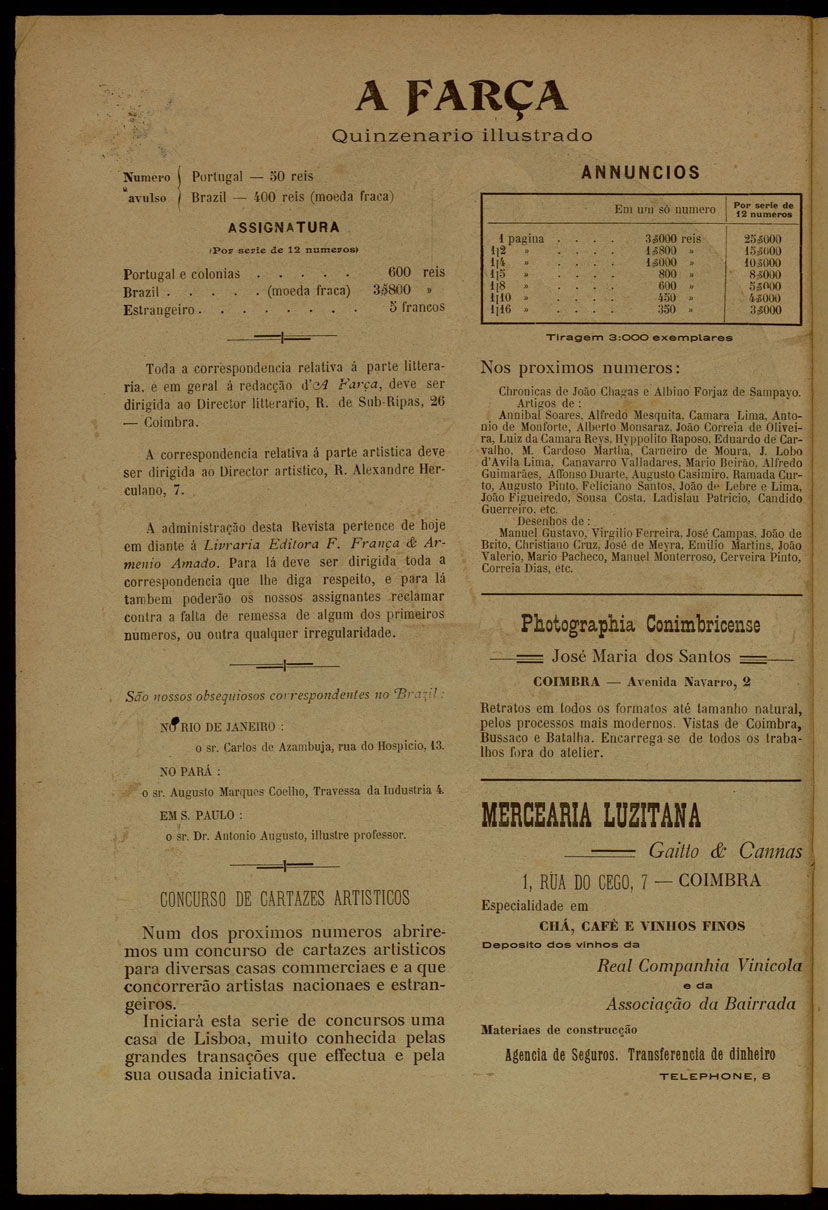 A FARÇA
Quinzenario illustrado
Numero avulso
Portugal — 50 reis
Brazil — 400 reis (moeda fraca)
ASSIGNATURA
(Por serie de 12 numeros)
Portugal e colonias . . . . . 600 reis
Brazil . . . . . (moeda fraca) 3$800 »
Estrangeiro . . . . . . . . 5 francos
Toda a correspondencia relativa á parte littera-
ria, e em geral á redacção d'A Farça, deve ser
dirigida ao Director litterario, R. de Sub-Ripas, 26
— Coimbra.
A correspondencia relativa á parte artistica deve
ser dirigida ao Director artistico, R. Alexandre Her-
culano, 7.
A administração desta Revista pertence de hoje
em diante á Livraria Editora F. França & Ar-
menio Amado. Para lá deve ser dirigida toda a
correspondencia que lhe diga respeito, e para lá
tambem poderão os nossos assignantes reclamar
contra a falta de remessa de algum dos primeiros
numeros, ou outra qualquer irregularidade.
São nossos obsequiosos correspondentes no Brazil:
NO RIO DE JANEIRO :
o sr. Carlos de Azambuja, rua do Hospicio, 13.
NO PARÁ :
o sr. Augusto Marques Coelho, Travessa da Industria 4.
EM S. PAULO :
o sr. Dr. Antonio Augusto, illustre professor.
CONCURSO DE CARTAZES ARTISTICOS
Num dos proximos numeros abrire-
mos um concurso de cartazes artisticos
para diversas casas commerciaes e a que
concorrerão artistas nacionaes e estran-
geiros.
Iniciará esta serie de concursos uma
casa de Lisboa, muito conhecida pelas
grandes transações que effectua e pela
sua ousada iniciativa.
ANNUNCIOS
Em um só numero Por serie de 12 numeros
1 pagina . . . . 3$000 reis 25$000
1|2 » . . . . 1$800 » 15$000
1|4 » . . . . 1$000 » 10$000
1|5 » . . . . 800 » 8$000
1|8 » . . . . 600 » 5$000
1|10 » . . . . 450 » 4$000
1|16 » . . . . 350 » 3$000
Tiragem 3:000 exemplares
Nos proximos numeros :
Chronicas de João Chagas e Albino Forjaz de Sampayo.
Artigos de :
Annibal Soares, Alfredo Mesquita, Camara Lima, Anto-
nio de Monforte, Alberto Monsaraz, João Correia de Olivei-
ra, Luiz da Camara Reys, Hyppolito Raposo, Eduardo de Car-
valho, M. Cardoso Martha, Carneiro de Moura, J. Lobo
d'Avila Lima, Canavarro Valladares, Mario Beirão, Alfredo
Guimarães, Affonso Duarte, Augusto Casimiro, Ramada Cur-
to, Augusto Pinto, Feliciano Santos, João de Lebre e Lima,
João Figueiredo, Sousa Costa, Ladislau Patricio, Candido
Guerreiro, etc.
Desenhos de :
Manuel Gustavo, Virgilio Ferreira, José Campas, João de
Brito, Christiano Cruz, José de Meyra, Emilio Martins, João
Valerio, Mario Pacheco, Manuel Monterroso, Cerveira Pinto,
Correia Dias, etc.
Photographia Conimbricense
José Maria dos Santos
COIMBRA — Avenida Navarro, 2
Retratos em todos os formatos até tamanho natural,
pelos processos mais modernos. Vistas de Coimbra,
Bussaco e Batalha. Encarrega-se de todos os traba-
lhos fora do atelier.
MERCEARIA LUZITANA
Gaitto & Cannas
1, RUA DO CEGO, 7 — COIMBRA
Especialidade em
CHÁ, CAFÉ E VINHOS FINOS
Deposito dos vinhos da
Real Companhia Vinicola
e da
Associação da Bairrada
Materiaes de construcção
Agencia de Seguros. Transferencia de dinheiro
TELEPHONE, 8